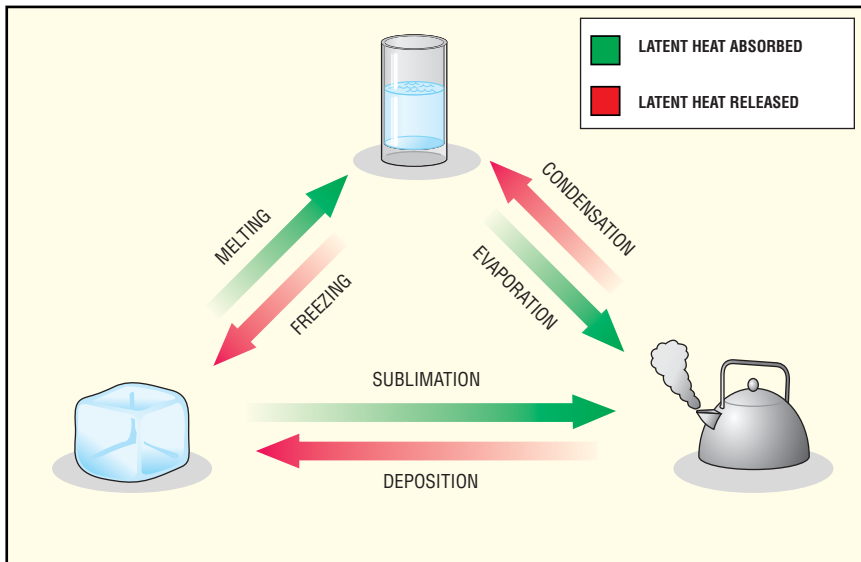 LATENT HEAT ABSORBED
LATENT HEAT RELEASED
MELTING
FREEZING
CONDENSATION
EVAPORATION
SUBLIMATION
DEPOSITION